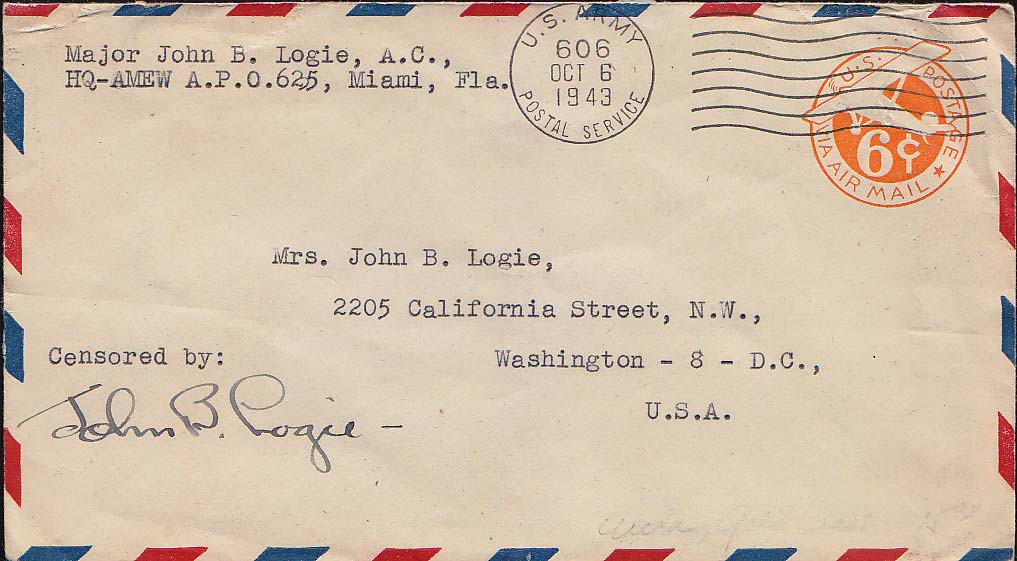 Major John B. Logie, A.C.,
HQ-AMEW A.P.O.625, Miami, Fla.
U.S. ARMY
606
OCT 6
1943
POSTAL SERVICE
U.S. POSTAGE
6¢
VIA AIR MAIL
Mrs. John B. Logie,
2205 California Street, N.W.,
Washington - 8 - D.C.,
U.S.A.
Censored by:
John B. Logie -